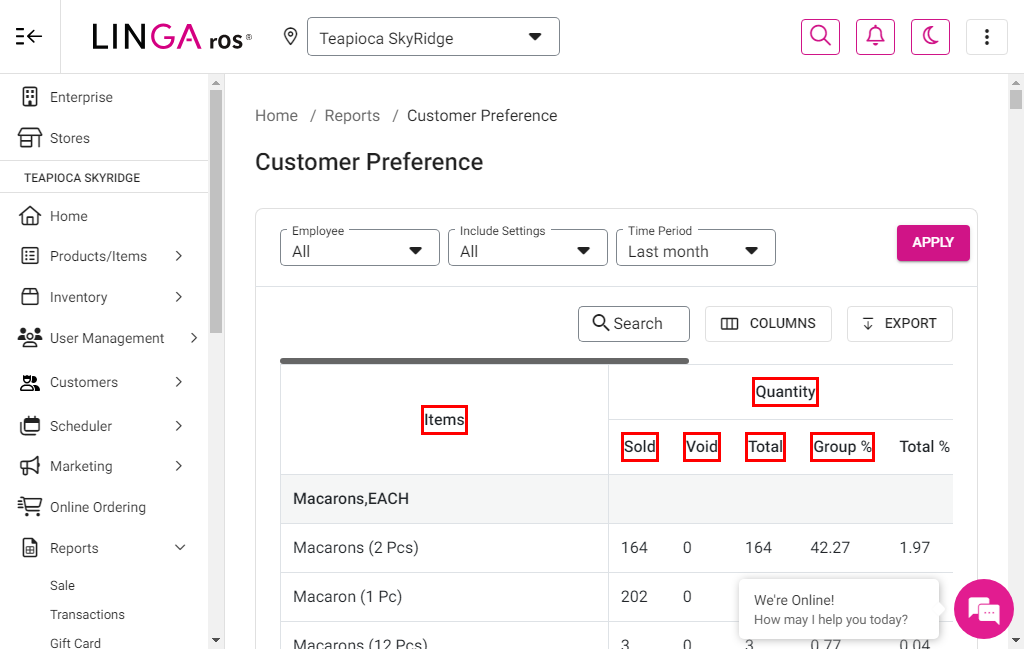 LINGA ros®
Teapioca SkyRidge
Enterprise
Stores
TEAPIOCA SKYRIDGE
Home
Products/Items
Inventory
User Management
Customers
Scheduler
Marketing
Online Ordering
Reports
Sale
Transactions
Gift Card
Home / Reports / Customer Preference
Customer Preference
Employee
All
Include Settings
All
Time Period
Last month
APPLY
Search
COLUMNS
EXPORT
Items
Quantity
Sold Void Total Group % Total %
Macarons,EACH
Macarons (2 Pcs) 164 0 164 42.27 1.97
Macaron (1 Pc) 202 0
Macarons (12 Pcs) 3 0 3 0.77 0.04
We're Online!
How may I help you today?